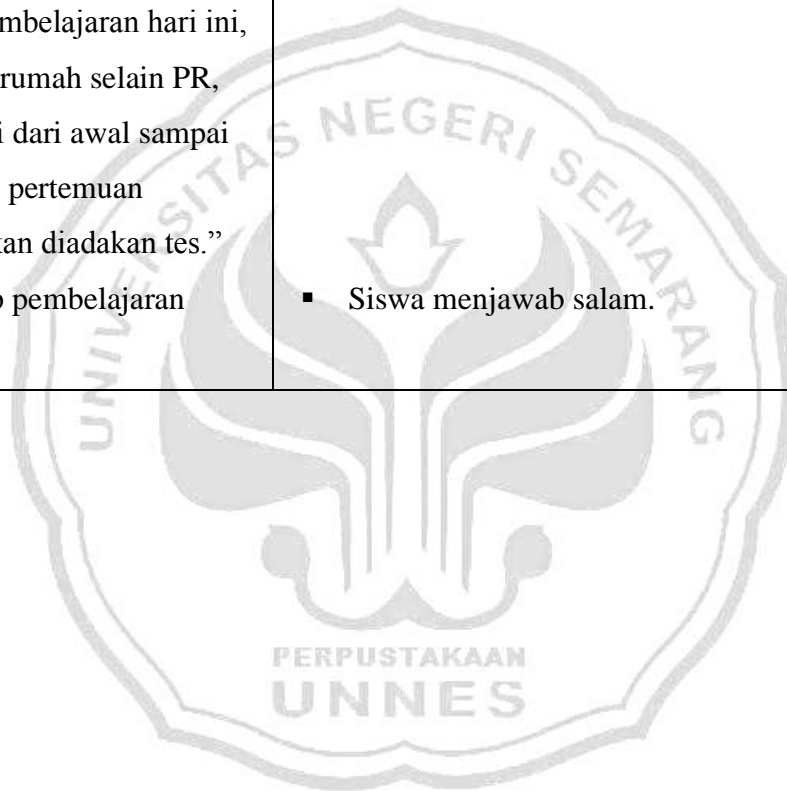 mbelajaran hari ini,
rumah selain PR,
i dari awal sampai
pertemuan
kan diadakan tes.”
p pembelajaran
▪ Siswa menjawab salam.
UNIVERSITAS NEGERI SEMARANG
PERPUSTAKAAN
UNNES